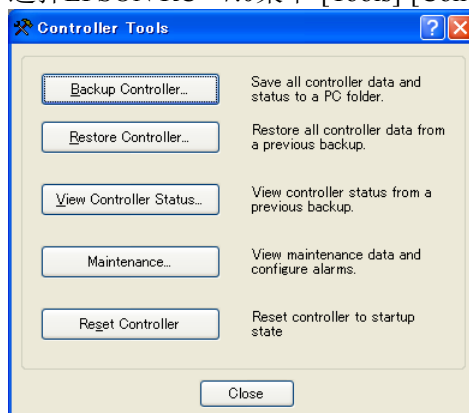 Controller Tools
Backup Controller...
Save all controller data and
status to a PC folder.
Restore Controller...
Restore all controller data from
a previous backup.
View Controller Status...
View controller status from a
previous backup.
Maintenance...
View maintenance data and
configure alarms.
Reset Controller
Reset controller to startup
state
Close